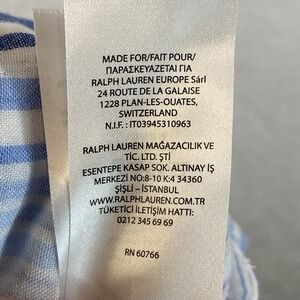 MADE FOR/FAIT POUR/
ΠΑΡΑΣΚΕΥΑΖΕΤΑΙ ΓΙΑ
RALPH LAUREN EUROPE Sárl
24 ROUTE DE LA GALAISE
1228 PLAN-LES-OUATES,
SWITZERLAND
N.I.F. : IT03945310963
RALPH LAUREN MAĞAZACILIK VE
TİC. LTD. ŞTİ
ESENTEPE KASAP SOK. ALTINAY İŞ
MERKEZİ NO:8-10 K:4 34360
ŞİŞLİ – İSTANBUL
WWW.RALPHLAUREN.COM.TR
TÜKETİCİ İLETİŞİM HATTI:
0212 345 69 69
RN 60766